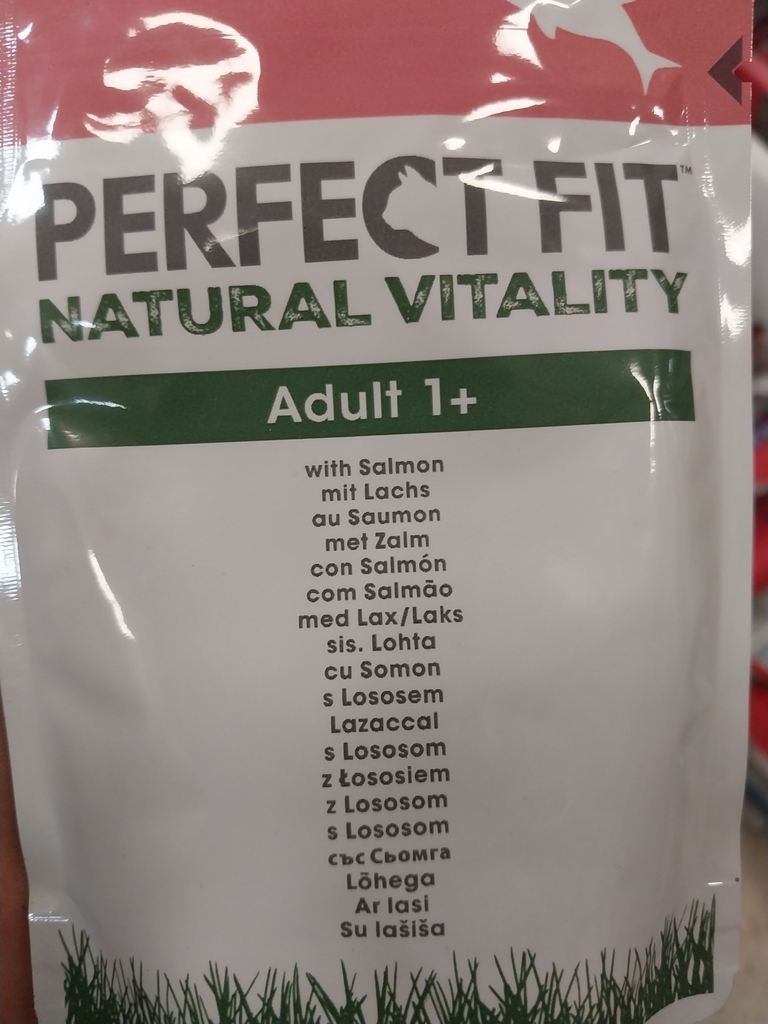 PERFECT FIT™
NATURAL VITALITY
Adult 1+
with Salmon
mit Lachs
au Saumon
met Zalm
con Salmón
com Salmão
med Lax/Laks
sis. Lohta
cu Somon
s Lososem
Lazaccal
s Lososom
z Łososiem
z Lososom
s Lososom
със Сьомга
Lõhega
Ar lasi
Su lašiša